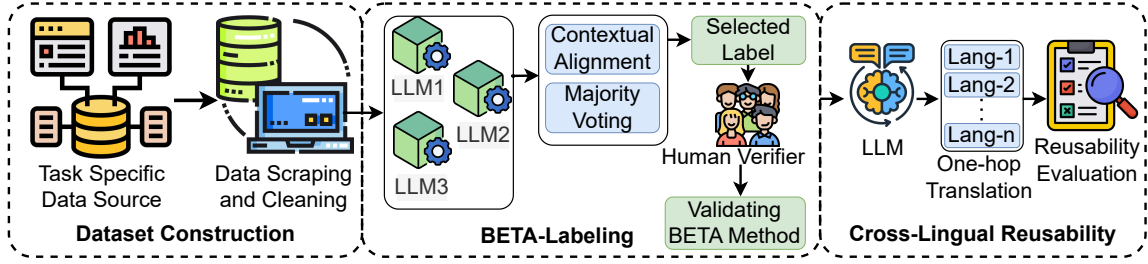 Task Specific
Data Source
Data Scraping
and Cleaning
Dataset Construction
LLM1
LLM2
LLM3
Contextual
Alignment
Majority
Voting
Selected
Label
Human Verifier
Validating
BETA Method
BETA-Labeling
LLM
Lang-1
Lang-2
⋮
Lang-n
One-hop
Translation
Reusability
Evaluation
Cross-Lingual Reusability